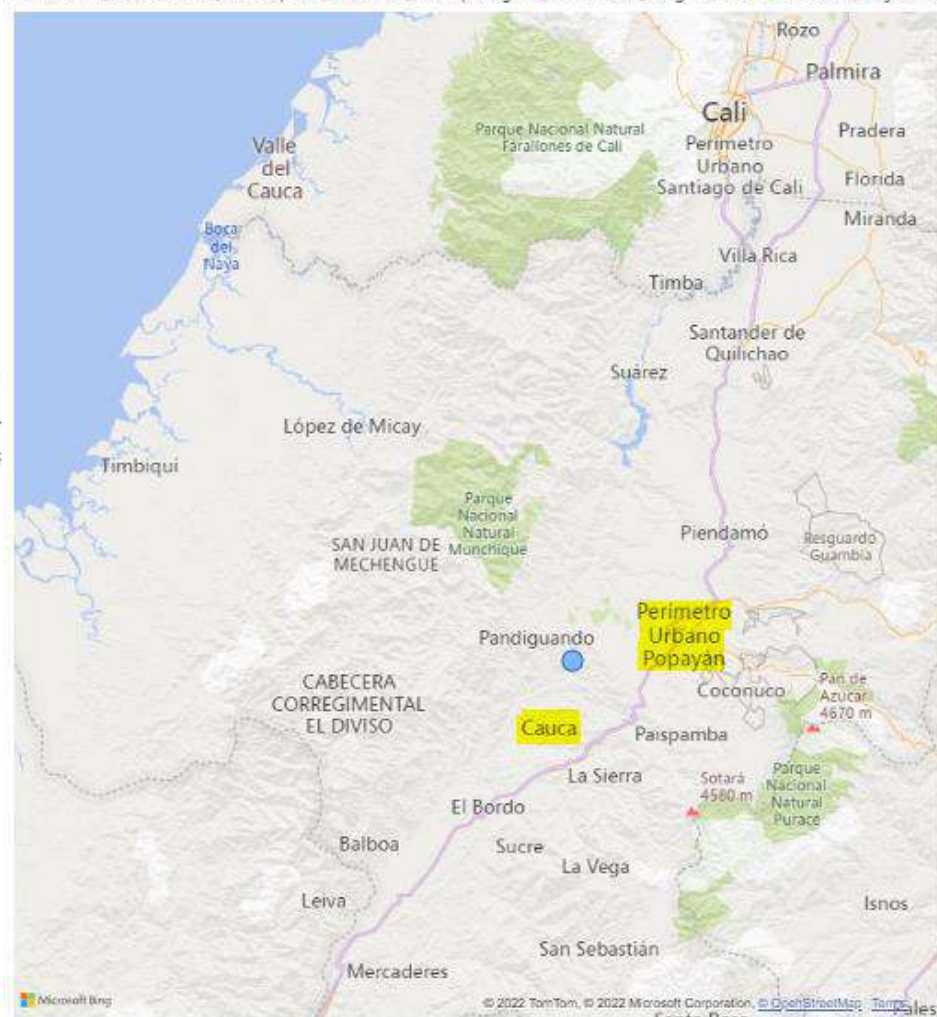 Rozo
Palmira
Cali
Parque Nacional Natural
Farallones de Cali
Perímetro
Urbano
Santiago de Cali
Pradera
Florida
Miranda
Valle
del
Cauca
Boca
del
Naya
Villa Rica
Timba
Santander de
Quilichao
Suárez
López de Micay
Timbiquí
Parque
Nacional
Natural
Munchique
SAN JUAN DE
MECHENGUE
Piendamó
Resguardo
Guambía
Perímetro
Urbano
Popayán
Pandiguando
CABECERA
CORREGIMENTAL
EL DIVISO
Coconuco
Pan de
Azucar
4670 m
Cauca
Paispamba
La Sierra
Sotará
4580 m
Parque
Nacional
Natural
Puracé
El Bordo
Balboa
Sucre
La Vega
Leiva
Isnos
San Sebastián
Mercaderes
Microsoft Bing
© 2022 TomTom, © 2022 Microsoft Corporation, © OpenStreetMap Terms